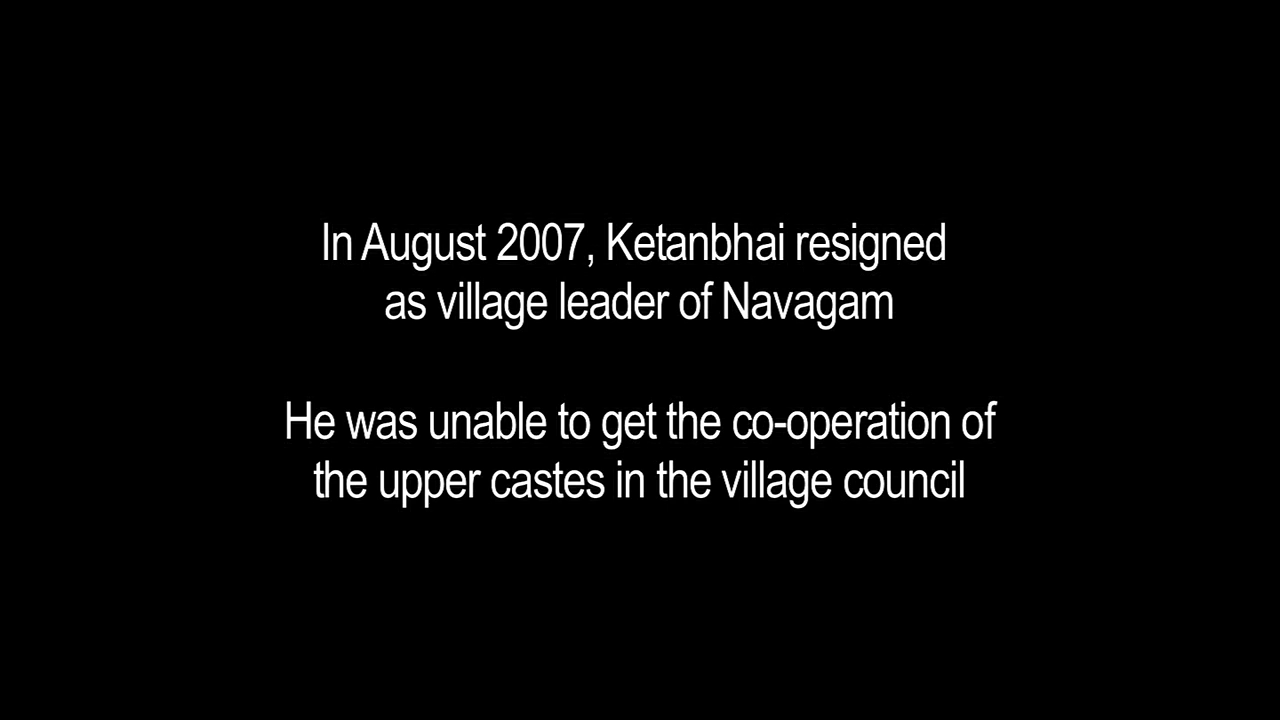 In August 2007, Ketanbhai resigned
as village leader of Navagam
He was unable to get the co-operation of
the upper castes in the village council